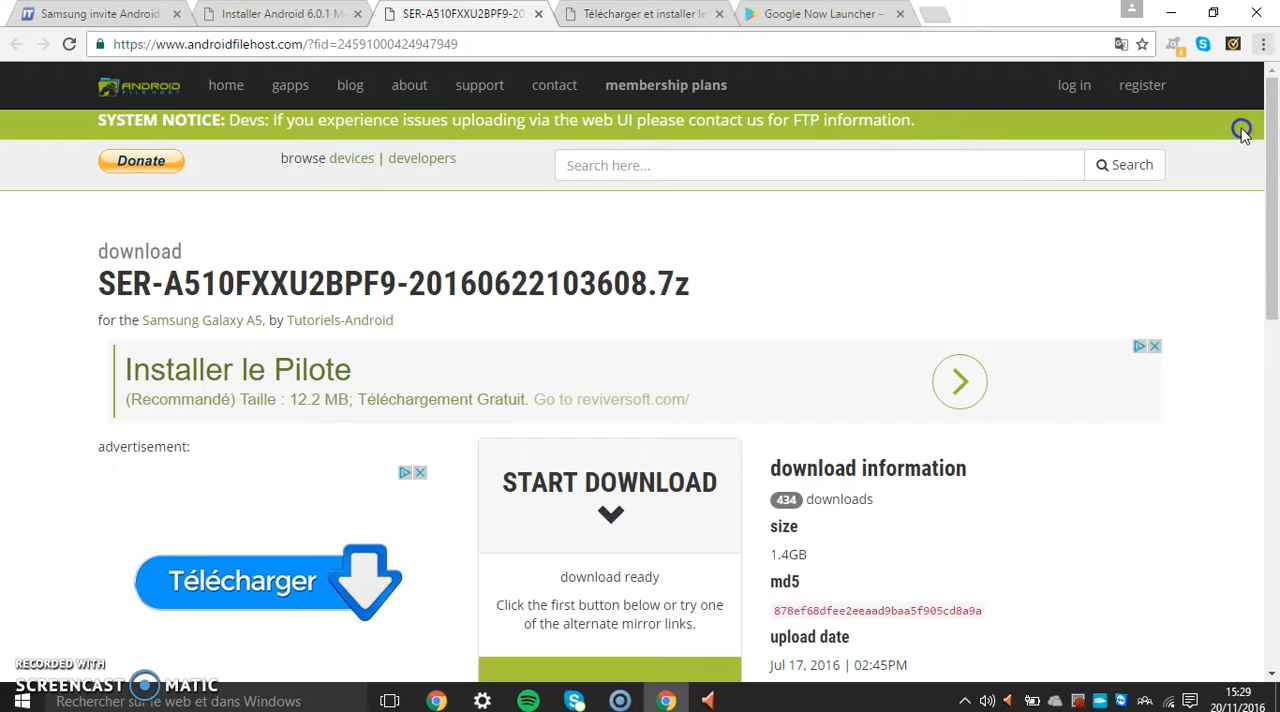 Samsung invite Android
Installer Android 6.0.1 M
SER-A510FXXU2BPF9-20
Télécharger et installer le
Google Now Launcher –
https://www.androidfilehost.com/?fid=24591000424947949
ANDROID
home
gapps
blog
about
support
contact
membership plans
log in
register
SYSTEM NOTICE: Devs: If you experience issues uploading via the web UI please contact us for FTP information.
Donate
browse devices | developers
Search here...
Search
download
SER-A510FXXU2BPF9-20160622103608.7z
for the Samsung Galaxy A5, by Tutoriels-Android
Installer le Pilote
(Recommandé) Taille : 12.2 MB; Téléchargement Gratuit. Go to reviversoft.com/
advertisement:
Télécharger
START DOWNLOAD
download ready
Click the first button below or try one
of the alternate mirror links.
download information
434 downloads
size
1.4GB
md5
878ef68dfee2eeaad9baa5f905cd8a9a
upload date
Jul 17, 2016 | 02:45PM
RECORDED WITH
SCREENCAST MATIC
Rechercher sur le web et dans Windows
15:29
20/11/2016